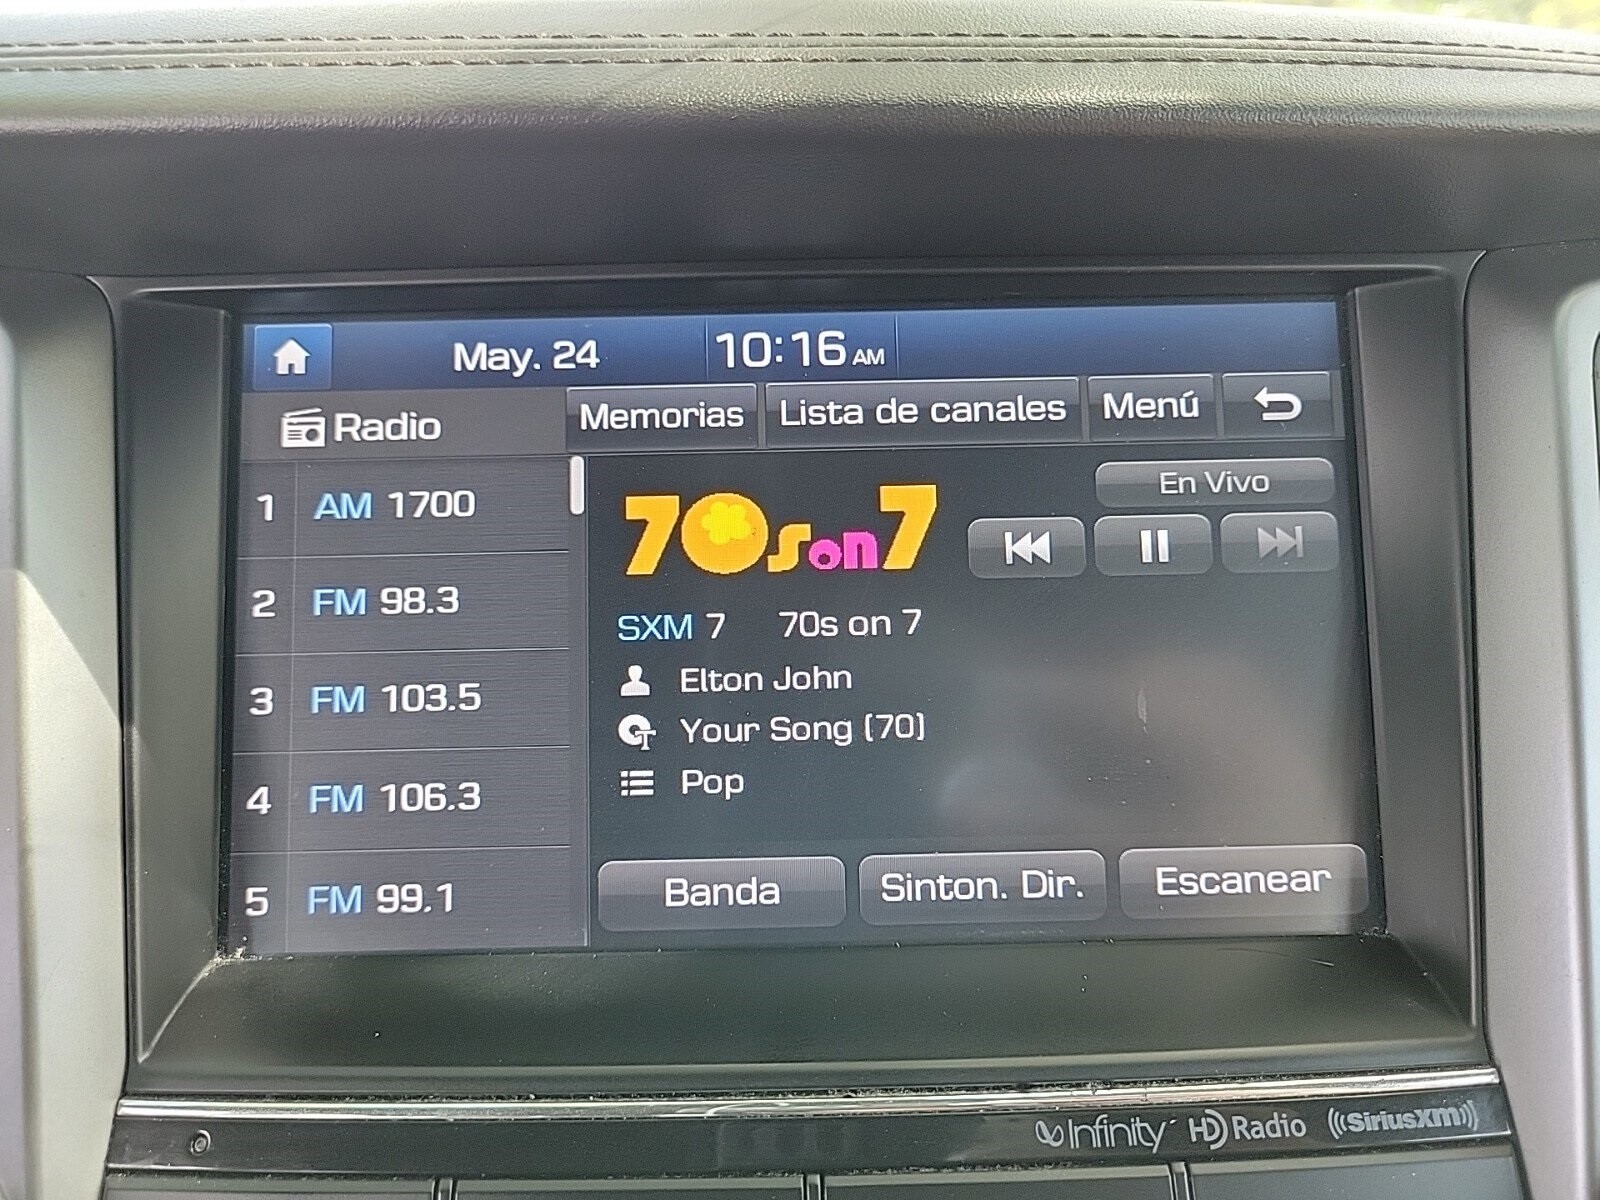 May. 24 10:16 AM
Radio Memorias Lista de canales Menú
1 AM 1700
2 FM 98.3
3 FM 103.5
4 FM 106.3
5 FM 99.1
70s on 7
En Vivo
SXM 7 70s on 7
Elton John
Your Song (70)
Pop
Banda Sinton. Dir. Escanear
Infinity HD Radio ((SiriusXM))